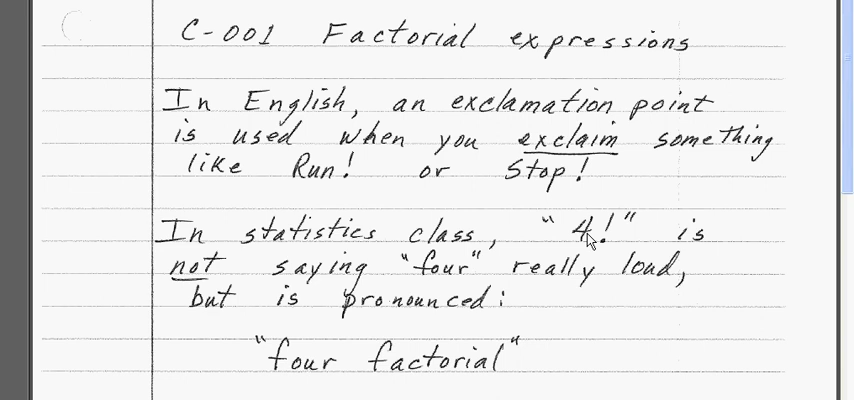 C-001 Factorial expressions
In English, an exclamation point
is used when you exclaim something
like Run! or Stop!
In statistics class, "4!" is
not saying "four" really loud,
but is pronounced:
"four factorial"